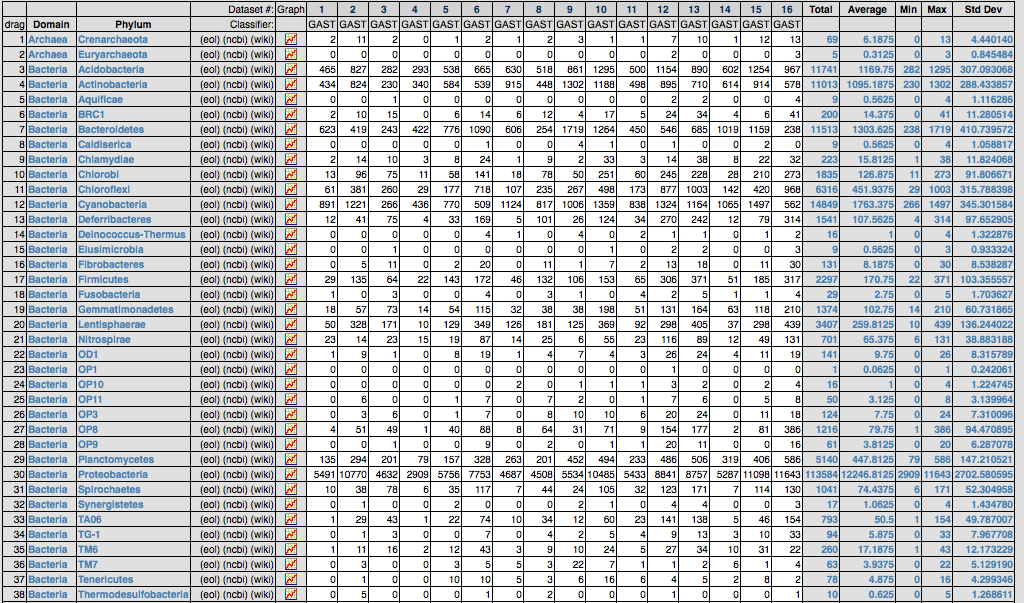 Dataset #: Graph 1 2 3 4 5 6 7 8 9 10 11 12 13 14 15 16 Total Average Min Max Std Dev
drag Domain Phylum Classifier: GAST GAST GAST GAST GAST GAST GAST GAST GAST GAST GAST GAST GAST GAST GAST GAST
1 Archaea Crenarchaeota (eol) (ncbi) (wiki) 2 11 2 0 1 2 1 2 3 1 1 7 10 1 12 13 69 6.1875 0 13 4.440140
2 Archaea Euryarchaeota (eol) (ncbi) (wiki) 0 0 0 0 0 0 0 0 0 0 0 2 0 0 0 3 5 0.3125 0 3 0.845484
3 Bacteria Acidobacteria (eol) (ncbi) (wiki) 465 827 282 293 538 665 630 518 861 1295 500 1154 890 602 1254 967 11741 1169.75 282 1295 307.093068
4 Bacteria Actinobacteria (eol) (ncbi) (wiki) 434 824 230 340 584 539 915 448 1302 1188 498 895 710 614 914 578 11013 1095.1875 230 1302 288.433857
5 Bacteria Aquificae (eol) (ncbi) (wiki) 0 0 1 0 0 0 0 0 0 0 0 2 2 0 0 4 9 0.5625 0 4 1.116286
6 Bacteria BRC1 (eol) (ncbi) (wiki) 2 10 15 0 6 14 6 12 4 17 5 24 34 4 6 41 200 14.375 0 41 11.280514
7 Bacteria Bacteroidetes (eol) (ncbi) (wiki) 623 419 243 422 776 1090 606 254 1719 1264 450 546 685 1019 1159 238 11513 1303.625 238 1719 410.739572
8 Bacteria Caldiserica (eol) (ncbi) (wiki) 0 0 0 0 0 1 0 0 4 1 0 1 0 0 2 0 9 0.5625 0 4 1.058817
9 Bacteria Chlamydiae (eol) (ncbi) (wiki) 2 14 10 3 8 24 1 9 2 33 3 14 38 8 22 32 223 15.8125 1 38 11.824068
10 Bacteria Chlorobi (eol) (ncbi) (wiki) 13 96 75 11 58 141 18 78 50 251 60 245 228 28 210 273 1835 126.875 11 273 91.806671
11 Bacteria Chloroflexi (eol) (ncbi) (wiki) 61 381 260 29 177 718 107 235 267 498 173 877 1003 142 420 968 6316 451.9375 29 1003 315.788398
12 Bacteria Cyanobacteria (eol) (ncbi) (wiki) 891 1221 266 436 770 509 1124 817 1006 1359 838 1324 1164 1065 1497 562 14849 1763.375 266 1497 345.301584
13 Bacteria Deferribacteres (eol) (ncbi) (wiki) 12 41 75 4 33 169 5 101 26 124 34 270 242 12 79 314 1541 107.5625 4 314 97.652905
14 Bacteria Deinococcus-Thermus (eol) (ncbi) (wiki) 0 0 0 0 0 4 1 0 4 0 2 1 1 0 1 2 16 1 0 4 1.322876
15 Bacteria Elusimicrobia (eol) (ncbi) (wiki) 0 0 1 0 0 0 0 0 0 1 0 2 2 0 0 3 9 0.5625 0 3 0.933324
16 Bacteria Fibrobacteres (eol) (ncbi) (wiki) 0 5 11 0 2 20 0 11 1 7 2 13 18 0 11 30 131 8.1875 0 30 8.538287
17 Bacteria Firmicutes (eol) (ncbi) (wiki) 29 135 64 22 143 172 46 132 106 153 65 306 371 51 185 317 2297 170.75 22 371 103.355557
18 Bacteria Fusobacteria (eol) (ncbi) (wiki) 1 0 3 0 0 4 0 3 1 0 4 2 5 1 1 4 29 2.75 0 5 1.703627
19 Bacteria Gemmatimonadetes (eol) (ncbi) (wiki) 18 57 73 14 54 115 32 38 38 198 51 131 164 63 118 210 1374 102.75 14 210 60.731865
20 Bacteria Lentisphaerae (eol) (ncbi) (wiki) 50 328 171 10 129 349 126 181 125 369 92 298 405 37 298 439 3407 259.8125 10 439 136.244022
21 Bacteria Nitrospirae (eol) (ncbi) (wiki) 23 14 23 15 19 87 14 25 6 55 23 116 89 12 49 131 701 65.375 6 131 38.883188
22 Bacteria OD1 (eol) (ncbi) (wiki) 1 9 1 0 8 19 1 4 7 4 3 26 24 4 11 19 141 9.75 0 26 8.315789
23 Bacteria OP1 (eol) (ncbi) (wiki) 0 0 0 0 0 0 0 0 0 0 0 0 1 0 0 0 1 0.0625 0 1 0.242061
24 Bacteria OP10 (eol) (ncbi) (wiki) 0 0 0 0 0 0 2 0 1 1 1 3 2 0 2 4 16 1 0 4 1.224745
25 Bacteria OP11 (eol) (ncbi) (wiki) 0 6 0 0 1 7 0 7 2 0 1 7 6 0 5 8 50 3.125 0 8 3.139964
26 Bacteria OP3 (eol) (ncbi) (wiki) 0 3 6 0 1 7 0 8 10 10 6 20 24 0 11 18 124 7.75 0 24 7.310096
27 Bacteria OP8 (eol) (ncbi) (wiki) 4 51 49 1 40 88 8 64 31 71 9 154 177 2 81 386 1216 79.75 1 386 94.470895
28 Bacteria OP9 (eol) (ncbi) (wiki) 0 0 1 0 0 9 0 2 0 1 1 20 11 0 0 16 61 3.8125 0 20 6.287078
29 Bacteria Planctomycetes (eol) (ncbi) (wiki) 135 294 201 79 157 328 263 201 452 494 233 486 506 319 406 586 5140 447.8125 79 586 147.210521
30 Bacteria Proteobacteria (eol) (ncbi) (wiki) 5491 10770 4632 2909 5756 7753 4687 4508 5534 10485 5433 8841 8757 5287 11098 11643 113584 12246.8125 2909 11643 2702.580595
31 Bacteria Spirochaetes (eol) (ncbi) (wiki) 10 38 78 6 35 117 7 44 24 105 32 123 171 7 114 130 1041 74.4375 6 171 52.304958
32 Bacteria Synergistetes (eol) (ncbi) (wiki) 0 1 0 0 2 0 0 0 2 1 0 4 4 0 0 3 17 1.0625 0 4 1.434780
33 Bacteria TA06 (eol) (ncbi) (wiki) 1 29 43 1 22 74 10 34 12 60 23 141 138 5 46 154 793 50.5 1 154 49.787007
34 Bacteria TG-1 (eol) (ncbi) (wiki) 0 1 3 0 0 7 0 4 2 5 4 9 13 3 10 33 94 5.875 0 33 7.967708
35 Bacteria TM6 (eol) (ncbi) (wiki) 1 11 16 2 12 43 3 9 10 24 5 27 34 10 31 22 260 17.1875 1 43 12.173229
36 Bacteria TM7 (eol) (ncbi) (wiki) 0 3 0 0 3 5 3 3 22 7 1 1 2 6 1 4 63 3.9375 0 22 5.129190
37 Bacteria Tenericutes (eol) (ncbi) (wiki) 0 1 0 0 10 10 5 3 6 16 6 4 5 2 8 2 78 4.875 0 16 4.299346
38 Bacteria Thermodesulfobacteria (eol) (ncbi) (wiki) 0 5 0 0 0 1 0 2 0 0 0 1 1 0 0 0 10 0.625 0 5 1.268611